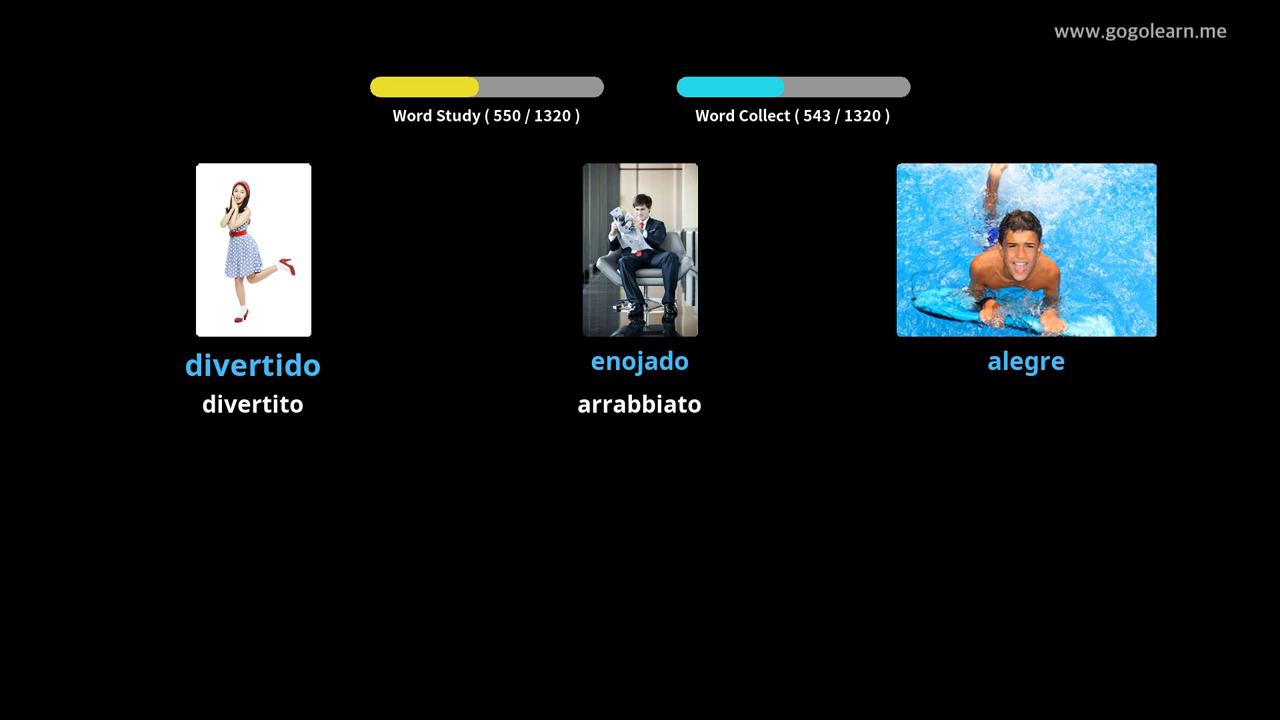 www.gogolearn.me
Word Study ( 550 / 1320 )
Word Collect ( 543 / 1320 )
divertido
divertito
enojado
arrabbiato
alegre